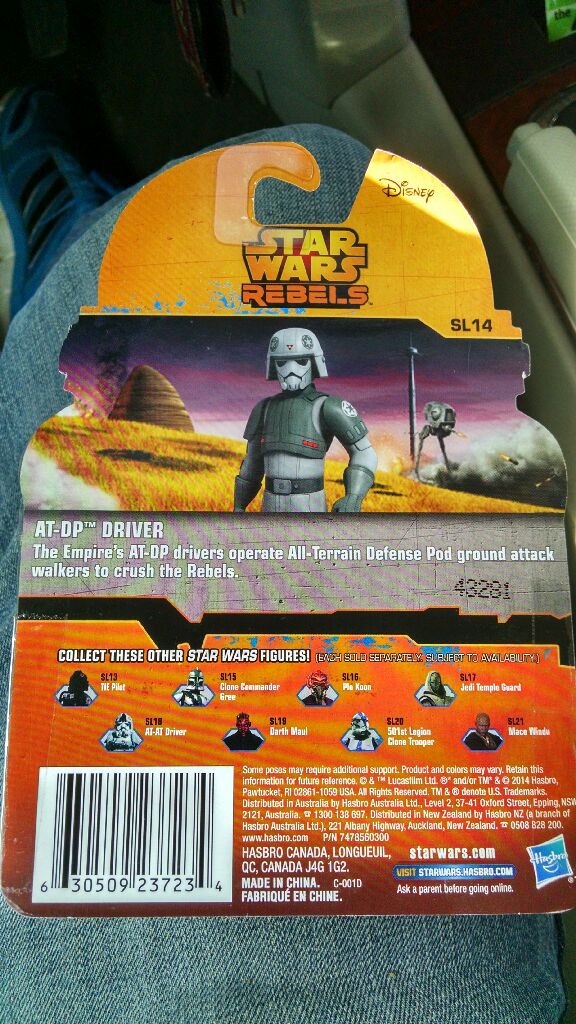 the
Disney
STAR
WARS
REBELS
SL14
AT-DP™ DRIVER
The Empire's AT-DP drivers operate All-Terrain Defense Pod ground attack
walkers to crush the Rebels.
43281
COLLECT THESE OTHER STAR WARS FIGURES! (EACH SOLD SEPARATELY. SUBJECT TO AVAILABILITY.)
SL13
TIE Pilot
SL15
Clone Commander
Gree
SL16
Plo Koon
SL17
Jedi Temple Guard
SL18
AT-AT Driver
SL19
Darth Maul
SL20
501st Legion
Clone Trooper
SL21
Mace Windu
Some poses may require additional support. Product and colors may vary. Retain this
information for future reference. © & ™ Lucasfilm Ltd. ®* and/or TM* & © 2014 Hasbro,
Pawtucket, RI 02861-1059 USA. All Rights Reserved. TM & ® denote U.S. Trademarks.
Distributed in Australia by Hasbro Australia Ltd., Level 2, 37-41 Oxford Street, Epping, NSW
2121, Australia. ☎ 1300 138 697. Distributed in New Zealand by Hasbro NZ (a branch of
Hasbro Australia Ltd.), 221 Albany Highway, Auckland, New Zealand. ☎ 0508 828 200.
www.hasbro.com P/N 7478560300
HASBRO CANADA, LONGUEUIL,
QC, CANADA J4G 1G2.
MADE IN CHINA. C-001D
FABRIQUÉ EN CHINE.
starwars.com
VISIT STARWARS.HASBRO.COM
Ask a parent before going online.
Hasbro
6 30509 23723 4